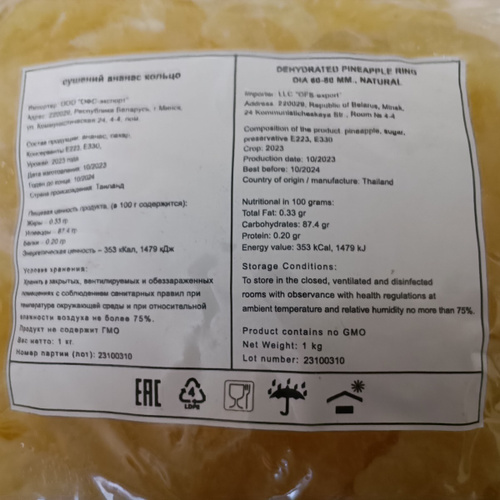 сушений ананас кольцо
Импортер: ООО "ОФС-экспорт"
Адрес: 220029, Республика Беларусь, г. Минск,
ул. Коммунистическая 24, 4-4, пом.
Состав продукции: ананас, сахар,
Консерванты E223, E330,
Урожай: 2023 года
Дата изготовления: 10/2023
Годен до конца: 10/2024
Страна происхождения: Таиланд
Пищевая ценность продукта, (в 100 г содержится):
Жиры - 0.33 гр
Углеводы - 87.4 гр
Белки - 0.20 гр
Энергетическая ценность – 353 кКал, 1479 кДж
Условия хранения:
Хранить в закрытых, вентилируемых и обеззараженных
помещениях с соблюдением санитарных правил при
температуре окружающей среды и при относительной
влажности воздуха не более 75%.
Продукт не содержит ГМО
Вес нетто: 1 кг.
Номер партии (лот): 23100310
DEHYDRATED PINEAPPLE RING
DIA 60-80 MM., NATURAL
Importer: LLC "OFS-export"
Address: 220029, Republic of Belarus, Minsk,
24 Kommunisticheskaya Str., Room № 4-4
Composition of the product: pineapple, sugar,
preservative E223, E330
Crop: 2023
Production date: 10/2023
Best before: 10/2024
Country of origin / manufacture: Thailand
Nutritional in 100 grams:
Total Fat: 0.33 gr
Carbohydrates: 87.4 gr
Protein: 0.20 gr
Energy value: 353 kCal, 1479 kJ
Storage Conditions:
To store in the closed, ventilated and disinfected
rooms with observance with health regulations at
ambient temperature and relative humidity no more than 75%.
Product contains no GMO
Net Weight: 1 kg
Lot number: 23100310
EAC
4
LDPE